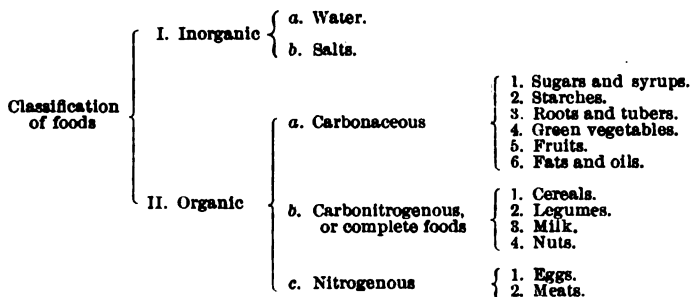 I. Inorganic
a. Water.
b. Salts.
Classification
of foods
II. Organic
a. Carbonaceous
1. Sugars and syrups.
2. Starches.
3. Roots and tubers.
4. Green vegetables.
5. Fruits.
6. Fats and oils.
b. Carbonitrogenous,
or complete foods
1. Cereals.
2. Legumes.
3. Milk.
4. Nuts.
c. Nitrogenous
1. Eggs.
2. Meats.